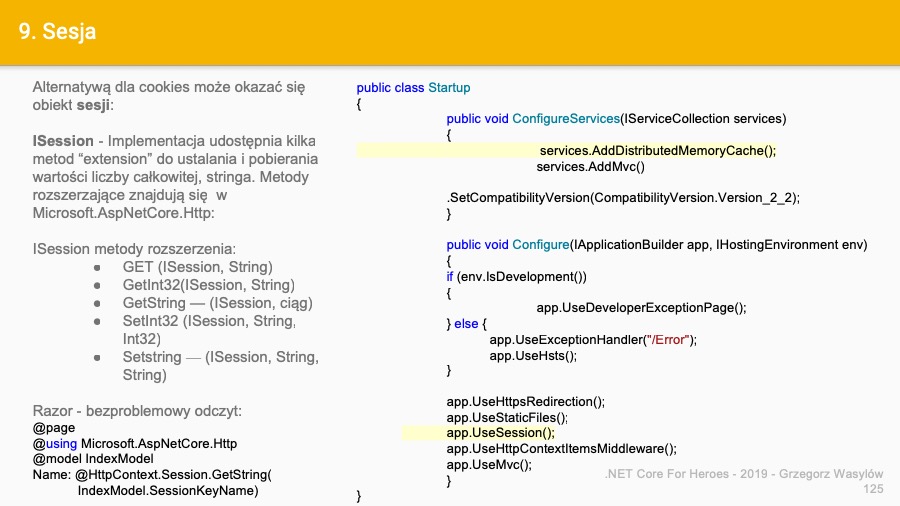 9. Sesja
Alternatywą dla cookies może okazać się
obiekt sesji:
ISession - Implementacja udostępnia kilka
metod “extension” do ustalania i pobierania
wartości liczby całkowitej, stringa. Metody
rozszerzające znajdują się  w
Microsoft.AspNetCore.Http:
ISession metody rozszerzenia:
● GET (ISession, String)
● GetInt32(ISession, String)
● GetString — (ISession, ciąg)
● SetInt32 (ISession, String,
Int32)
● Setstring — (ISession, String,
String)
Razor - bezproblemowy odczyt:
@page
@using Microsoft.AspNetCore.Http
@model IndexModel
Name: @HttpContext.Session.GetString(
IndexModel.SessionKeyName)
public class Startup
{
public void ConfigureServices(IServiceCollection services)
{
services.AddDistributedMemoryCache();
services.AddMvc()
.SetCompatibilityVersion(CompatibilityVersion.Version_2_2);
}
public void Configure(IApplicationBuilder app, IHostingEnvironment env)
{
if (env.IsDevelopment())
{
app.UseDeveloperExceptionPage();
} else {
app.UseExceptionHandler("/Error");
app.UseHsts();
}
app.UseHttpsRedirection();
app.UseStaticFiles();
app.UseSession();
app.UseHttpContextItemsMiddleware();
app.UseMvc();
}
}
.NET Core For Heroes - 2019 - Grzegorz Wasylów
125